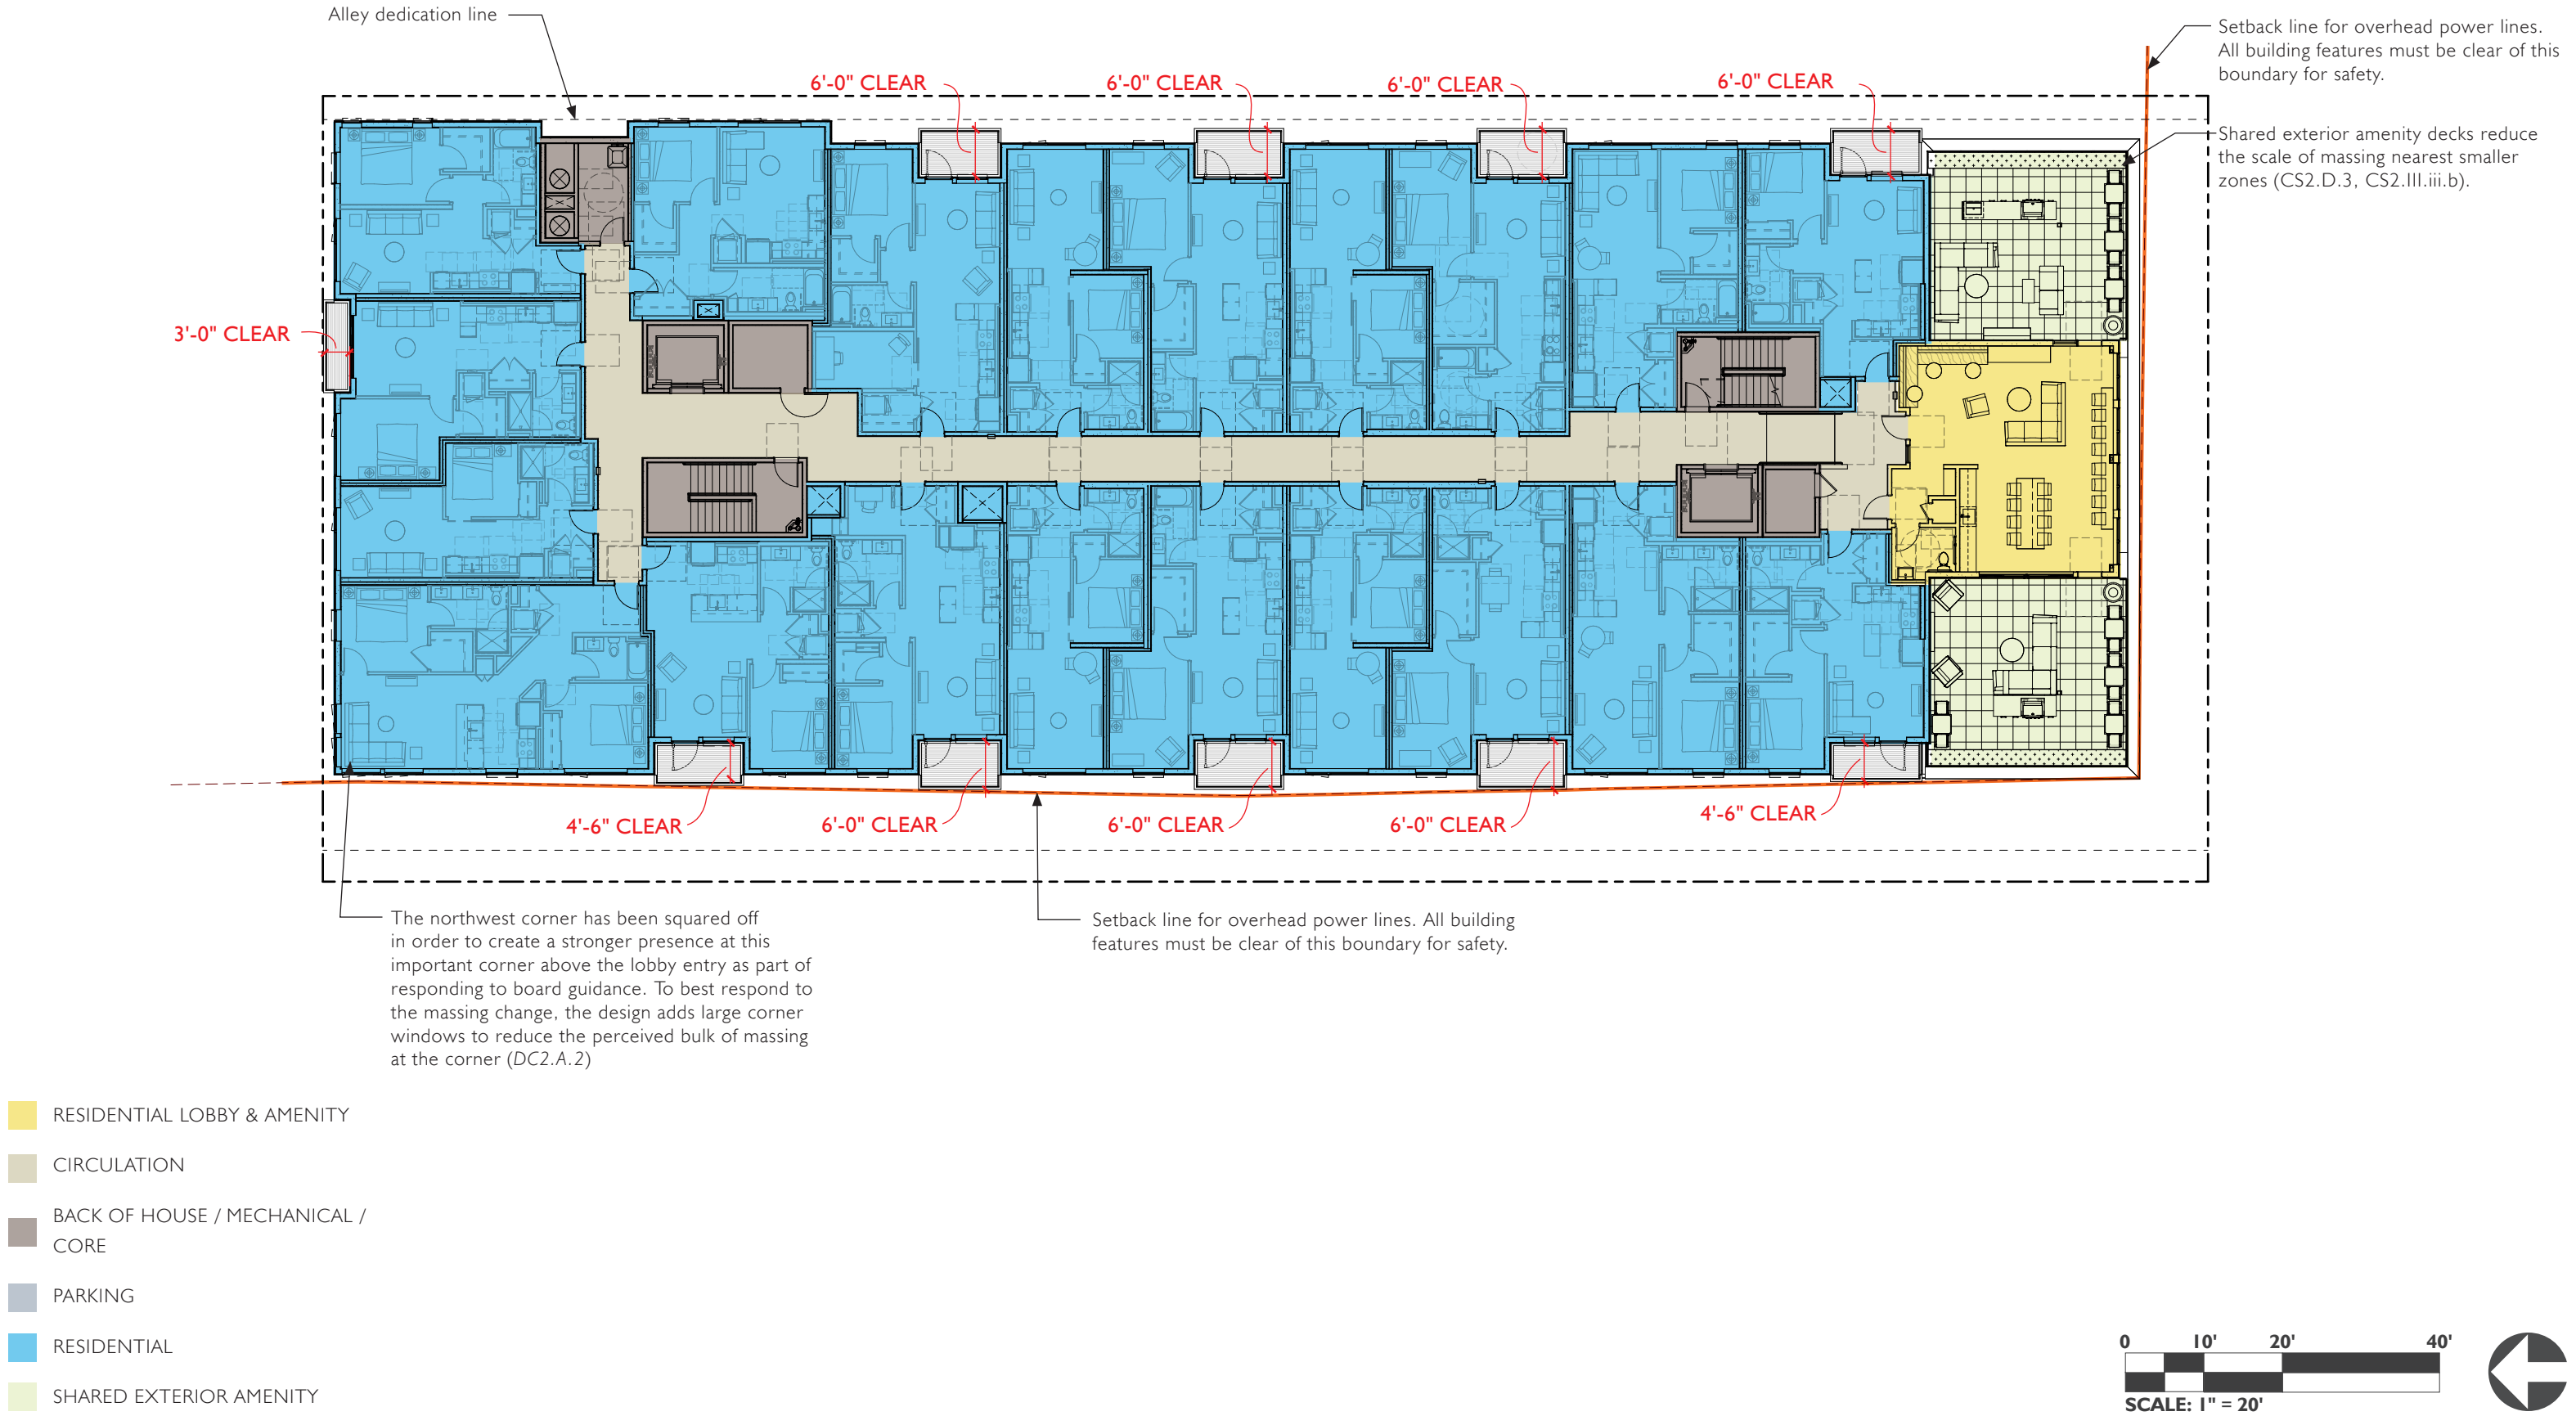 Alley dedication line
Setback line for overhead power lines.
All building features must be clear of this
boundary for safety.
6'-0" CLEAR
6'-0" CLEAR
6'-0" CLEAR
6'-0" CLEAR
Shared exterior amenity decks reduce
the scale of massing nearest smaller
zones (CS2.D.3, CS2.III.iii.b).
3'-0" CLEAR
4'-6" CLEAR
6'-0" CLEAR
6'-0" CLEAR
6'-0" CLEAR
4'-6" CLEAR
The northwest corner has been squared off
in order to create a stronger presence at this
important corner above the lobby entry as part of
responding to board guidance. To best respond to
the massing change, the design adds large corner
windows to reduce the perceived bulk of massing
at the corner (DC2.A.2)
Setback line for overhead power lines. All building
features must be clear of this boundary for safety.
RESIDENTIAL LOBBY & AMENITY
CIRCULATION
BACK OF HOUSE / MECHANICAL /
CORE
PARKING
RESIDENTIAL
SHARED EXTERIOR AMENITY
0 10' 20' 40'
SCALE: 1" = 20'